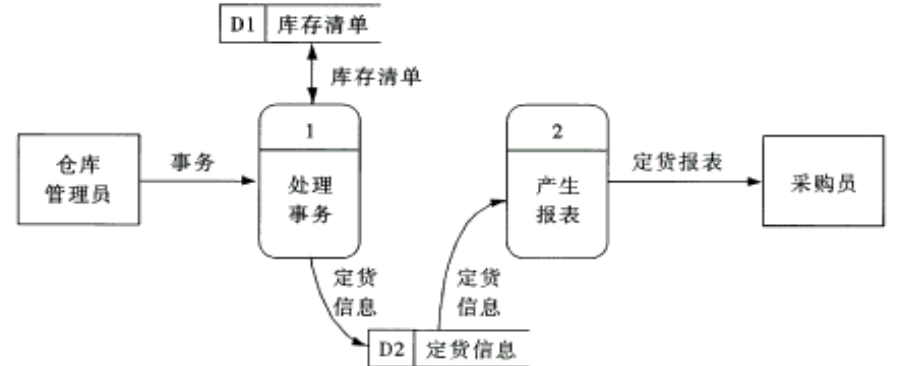 D1 库存清单
库存清单
1
2
仓库
管理员
事务
处理
事务
产生
报表
定货报表
采购员
定货
信息
定货
信息
D2 定货信息